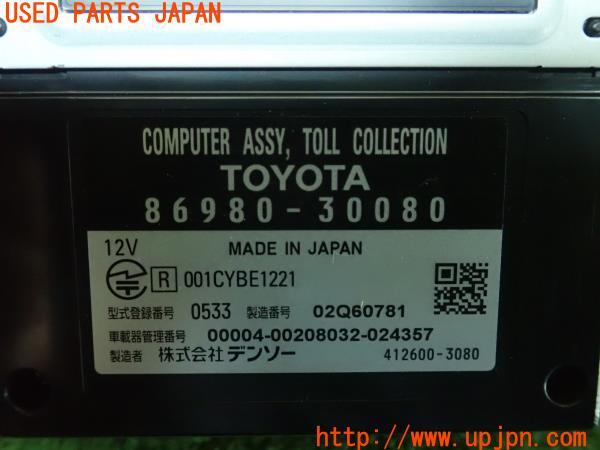 USED PARTS JAPAN
COMPUTER ASSY, TOLL COLLECTION
TOYOTA
86980-30080
12V MADE IN JAPAN
R 001CYBE1221
型式登録番号 0533 製造番号 02Q60781
車載器管理番号 00004-00208032-024357
製造者 株式会社 デンソー 412600-3080
www.upjpn.com